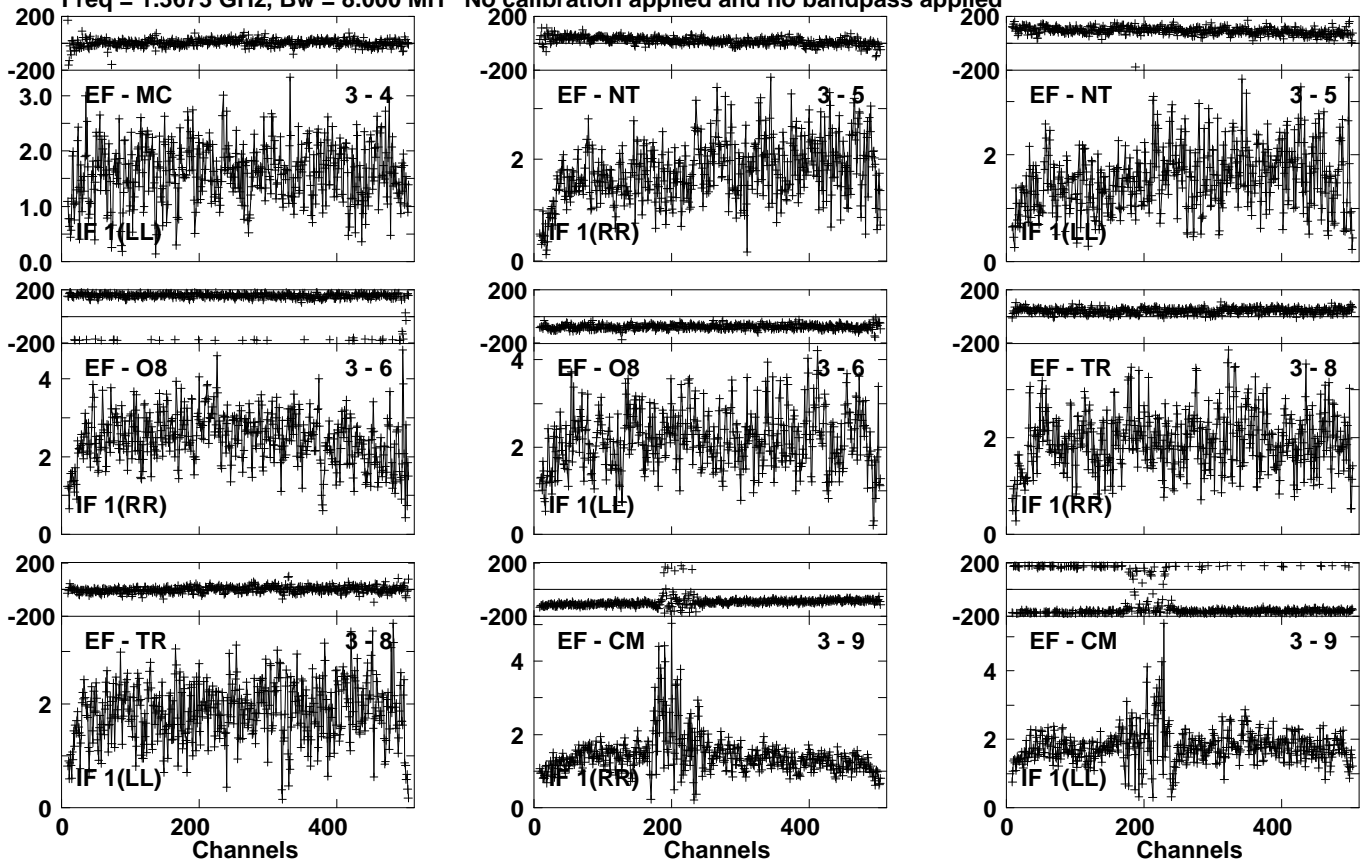 Freq = 1.3673 GHz, Bw = 8.000 MH No calibration applied and no bandpass applied
200
-200
3.0
2.0
1.0
0.0
EF - MC 3 - 4
IF 1(LL)
2
0
EF - NT 3 - 5
IF 1(RR)
200
-200
2
0
EF - NT 3 - 5
IF 1(LL)
200
-200
4
2
0
EF - O8 3 - 6
IF 1(RR)
4
2
0
EF - O8 3 - 6
IF 1(LL)
200
-200
2
0
EF - TR 3 - 8
IF 1(RR)
200
-200
2
0
EF - TR 3 - 8
IF 1(LL)
0 200 400
Channels
200
-200
4
2
0
EF - CM 3 - 9
IF 1(RR)
0 200 400
Channels
200
-200
4
2
0
EF - CM 3 - 9
IF 1(LL)
0 200 400
Channels